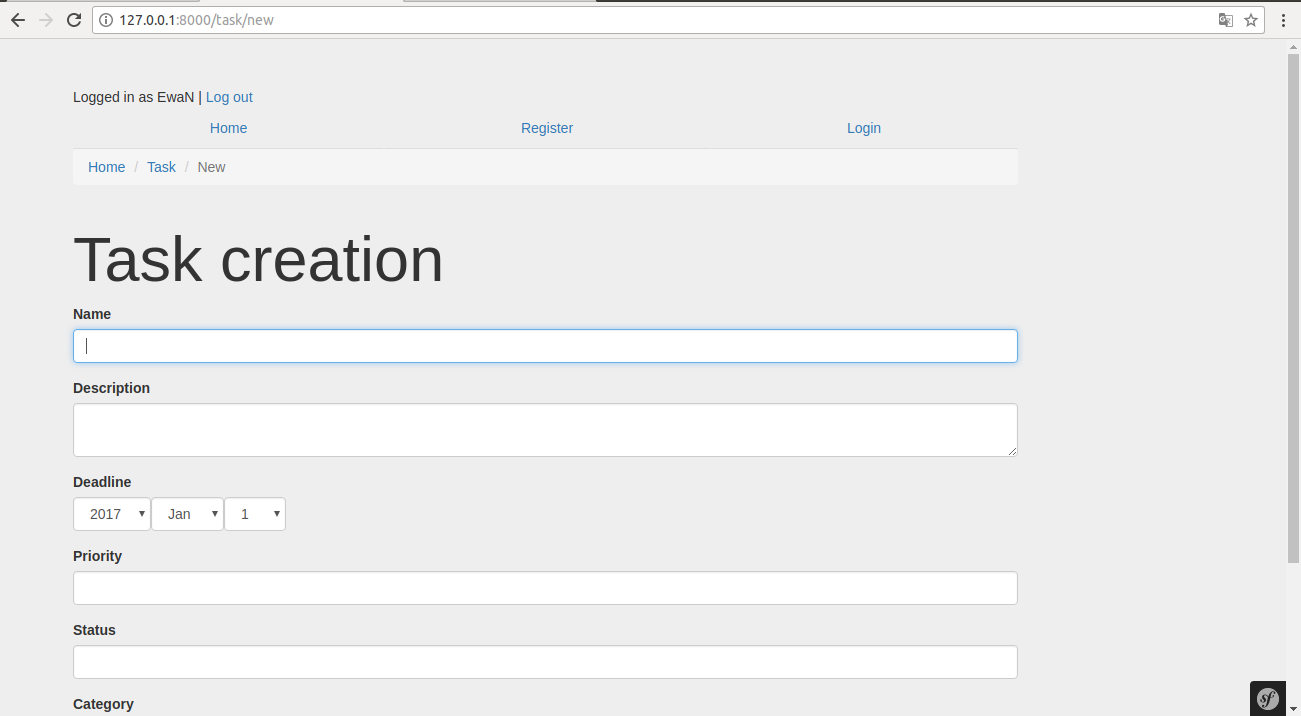 127.0.0.1:8000/task/new
Logged in as EwaN | Log out
Home Register Login
Home / Task / New
Task creation
Name
Description
Deadline
2017 Jan 1
Priority
Status
Category
sf